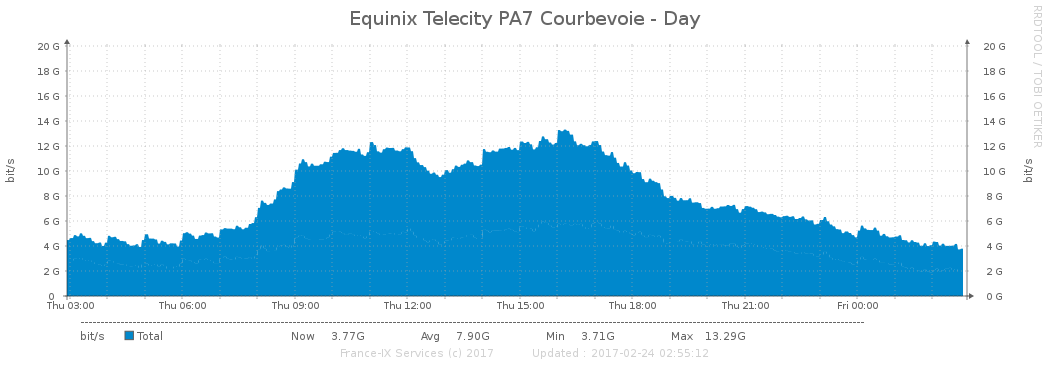 Equinix Telecity PA7 Courbevoie - Day
RRDTOOL / TOBI OETIKER
bit/s
20 G 20 G
18 G 18 G
16 G 16 G
14 G 14 G
12 G 12 G
10 G 10 G
8 G 8 G
6 G 6 G
4 G 4 G
2 G 2 G
0 0 G
bit/s
Thu 03:00 Thu 06:00 Thu 09:00 Thu 12:00 Thu 15:00 Thu 18:00 Thu 21:00 Fri 00:00
bit/s Total Now 3.77G Avg 7.90G Min 3.71G Max 13.29G
France-IX Services (c) 2017 Updated : 2017-02-24 02:55:12